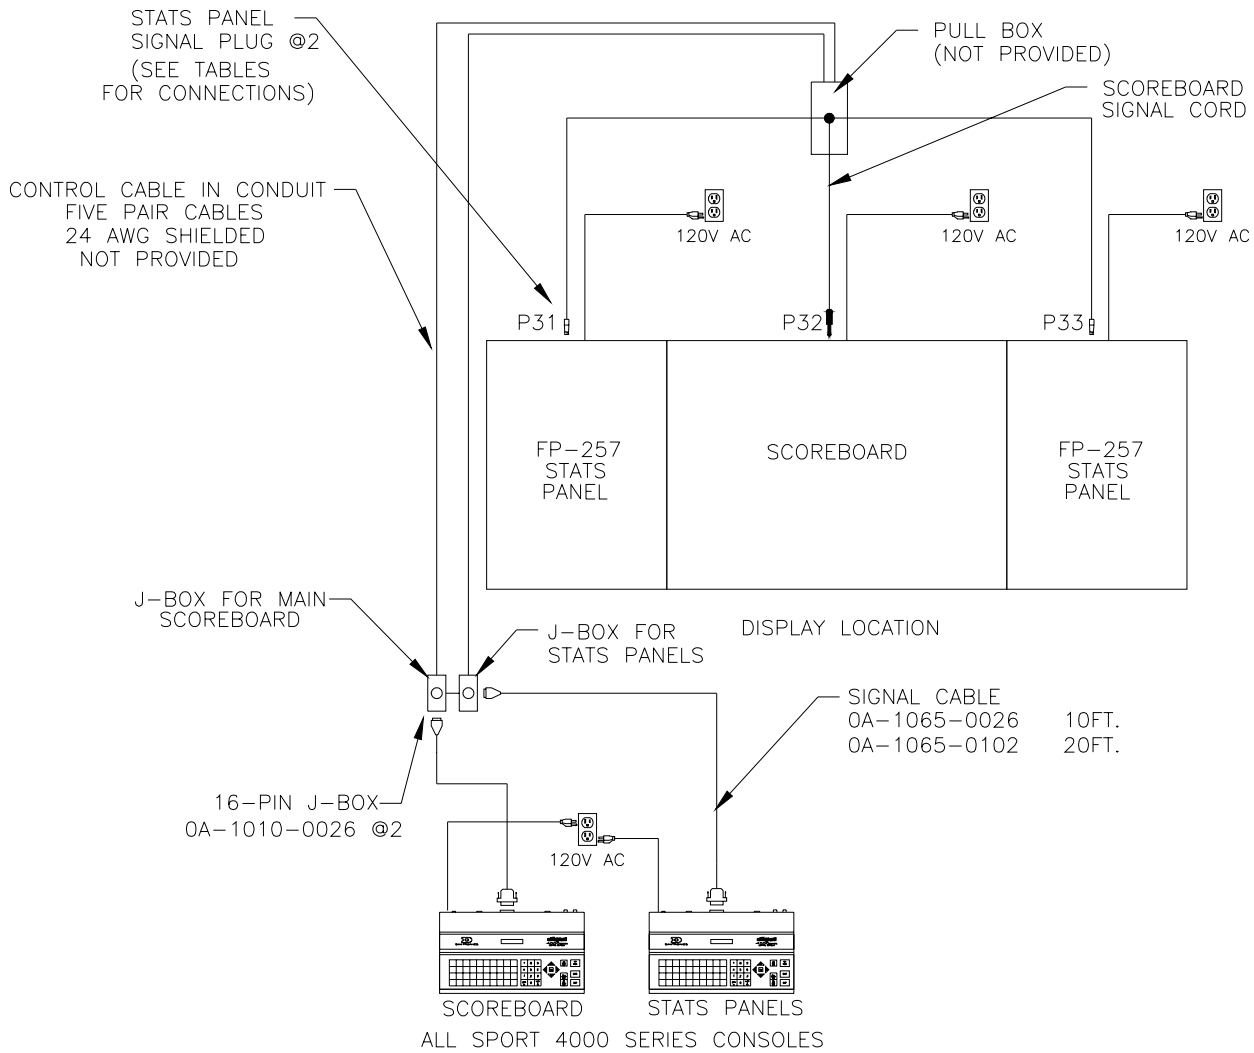 STATS PANEL
SIGNAL PLUG @2
(SEE TABLES
FOR CONNECTIONS)
PULL BOX
(NOT PROVIDED)
SCOREBOARD
SIGNAL CORD
CONTROL CABLE IN CONDUIT
FIVE PAIR CABLES
24 AWG SHIELDED
NOT PROVIDED
120V AC
120V AC
120V AC
P31
P32
P33
FP-257
STATS
PANEL
SCOREBOARD
FP-257
STATS
PANEL
J-BOX FOR MAIN
SCOREBOARD
J-BOX FOR
STATS PANELS
DISPLAY LOCATION
SIGNAL CABLE
0A-1065-0026 10FT.
0A-1065-0102 20FT.
16-PIN J-BOX
0A-1010-0026 @2
120V AC
SCOREBOARD
STATS PANELS
ALL SPORT 4000 SERIES CONSOLES